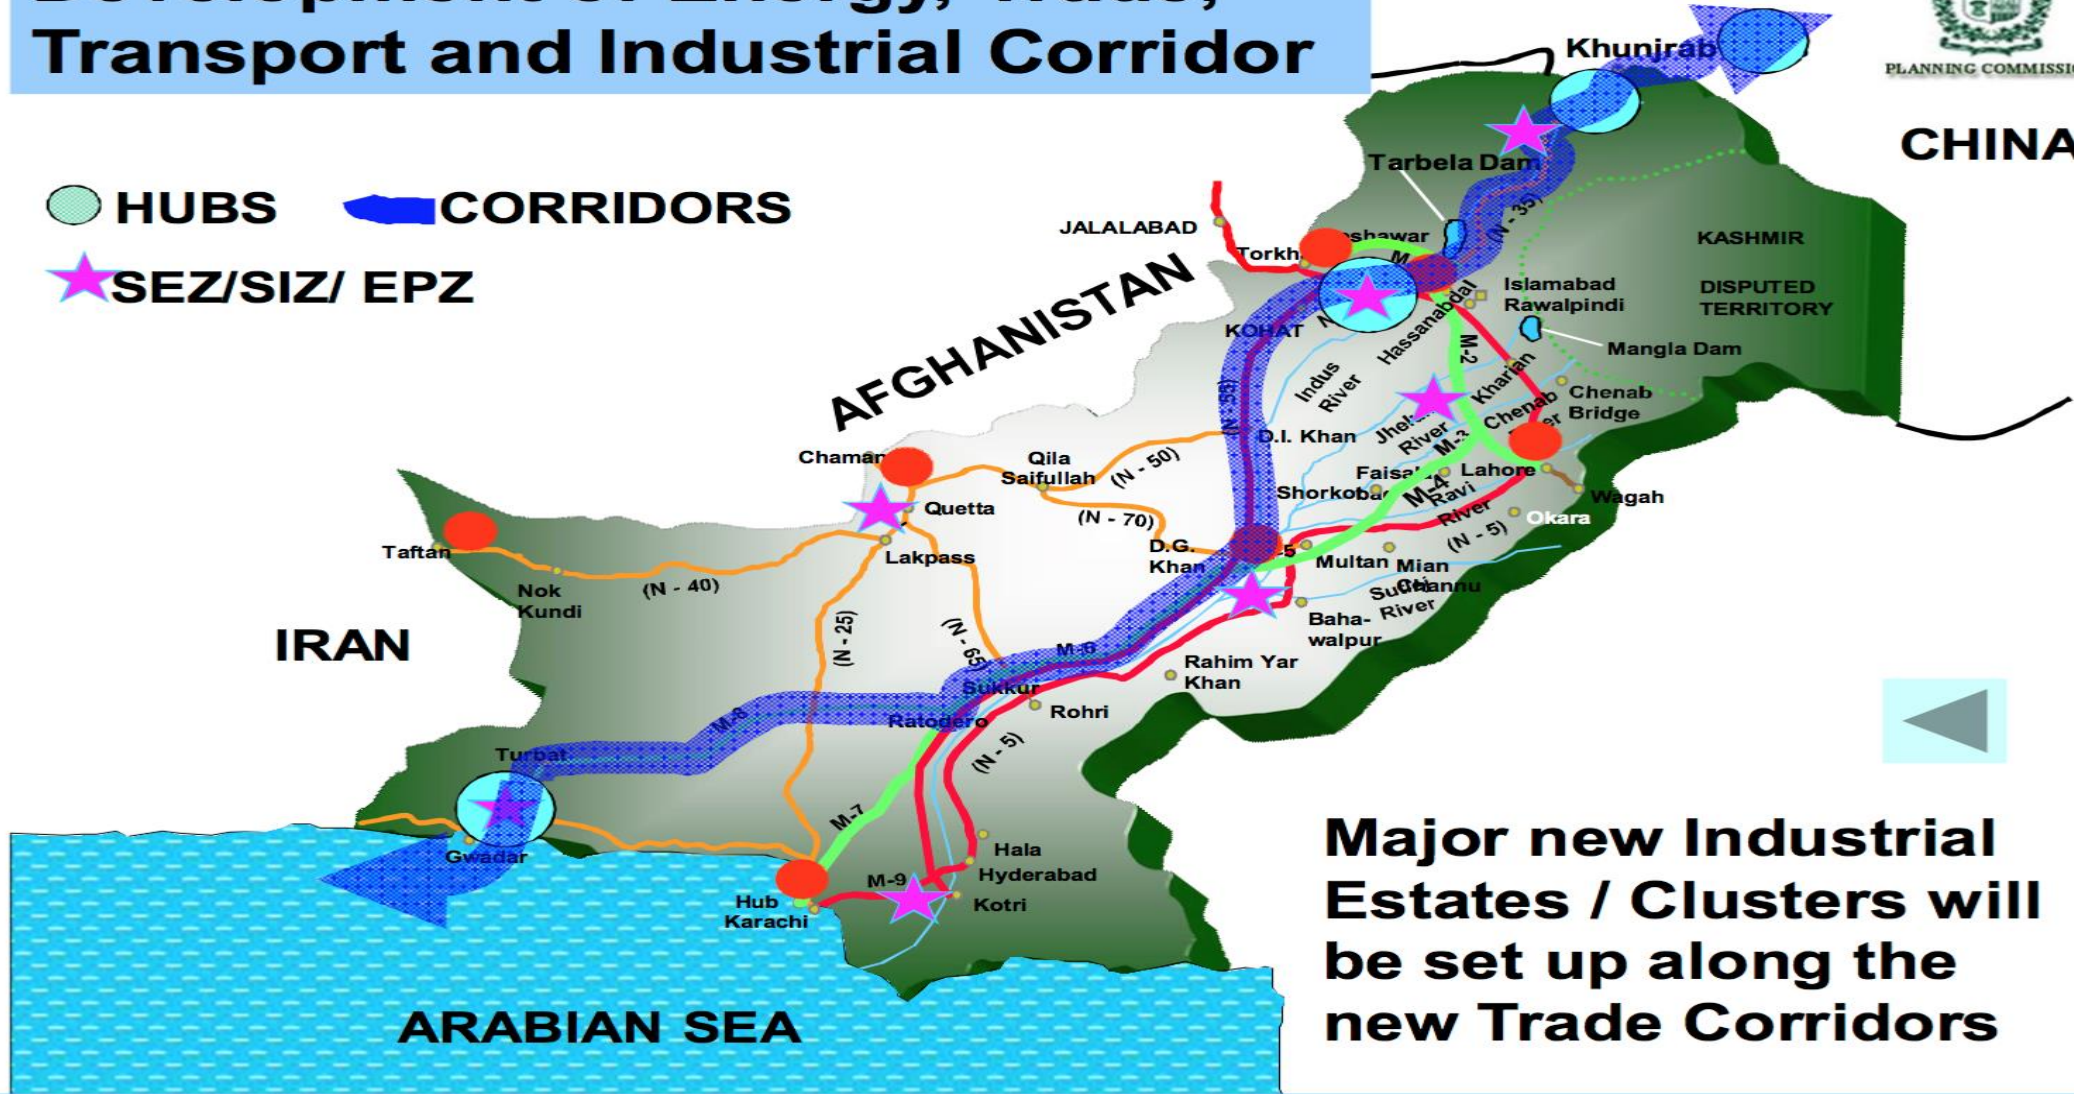 Transport and Industrial Corridor
HUBS
CORRIDORS
SEZ/SIZ/ EPZ
Khunjrab
PLANNING COMMISSI
CHINA
Tarbela Dam
(N - 35)
JALALABAD
KASHMIR
DISPUTED
TERRITORY
AFGHANISTAN
Islamabad
Rawalpindi
Hassanabdal
KOHAT
M-2
Mangla Dam
Indus
River
Kharian
Chenab
Chenab
Bridge
(N - 55)
D.I. Khan
River
M-3
Chaman
Qila
Saifullah
(N - 50)
Lahore
M-4
Ravi
River
Wagah
Okara
(N - 5)
Quetta
(N - 70)
Taftan
Lakpass
D.G.
Khan
Multan
Mian
Channu
River
Nok
Kundi
(N - 40)
Baha-
walpur
IRAN
(N - 25)
(N - 65)
M-6
Rahim Yar
Khan
Sukkur
Rohri
Ratodero
M-8
(N - 5)
Turbat
M-7
Gwadar
Hala
Hyderabad
M-9
Kotri
Hub
Karachi
ARABIAN SEA
Major new Industrial
Estates / Clusters will
be set up along the
new Trade Corridors